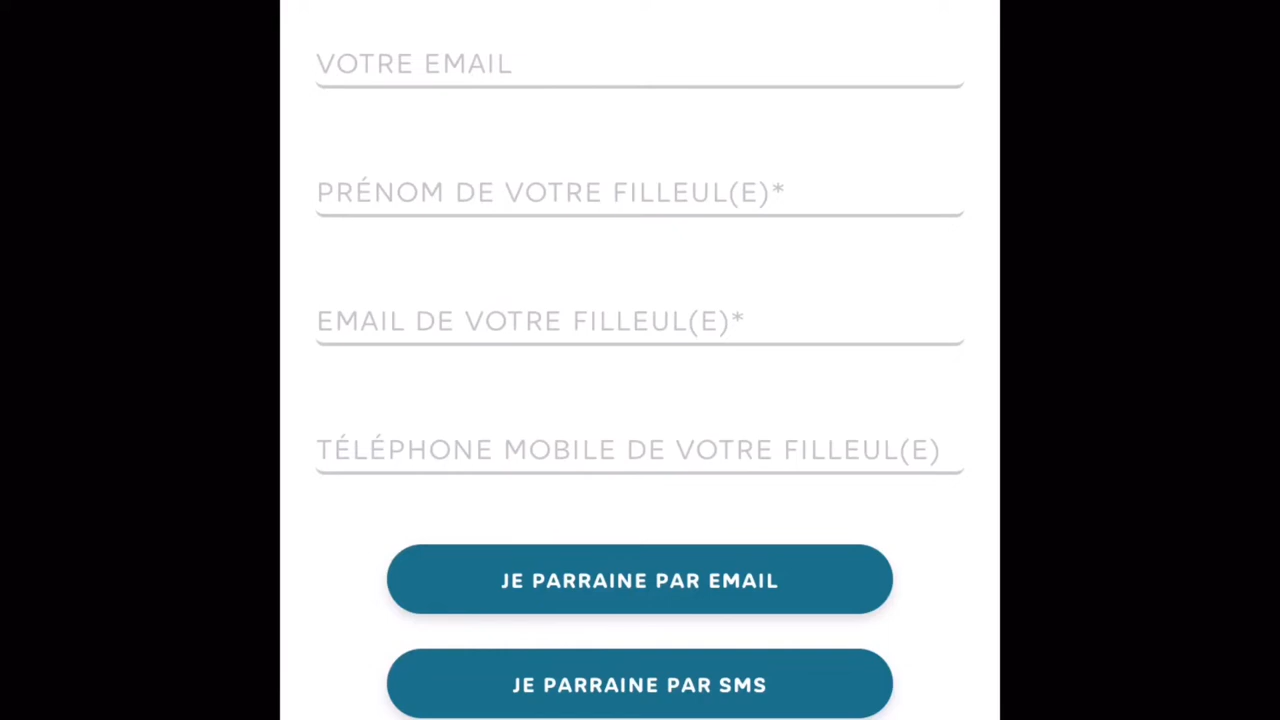 VOTRE EMAIL
PRÉNOM DE VOTRE FILLEUL(E)*
EMAIL DE VOTRE FILLEUL(E)*
TÉLÉPHONE MOBILE DE VOTRE FILLEUL(E)
JE PARRAINE PAR EMAIL
JE PARRAINE PAR SMS